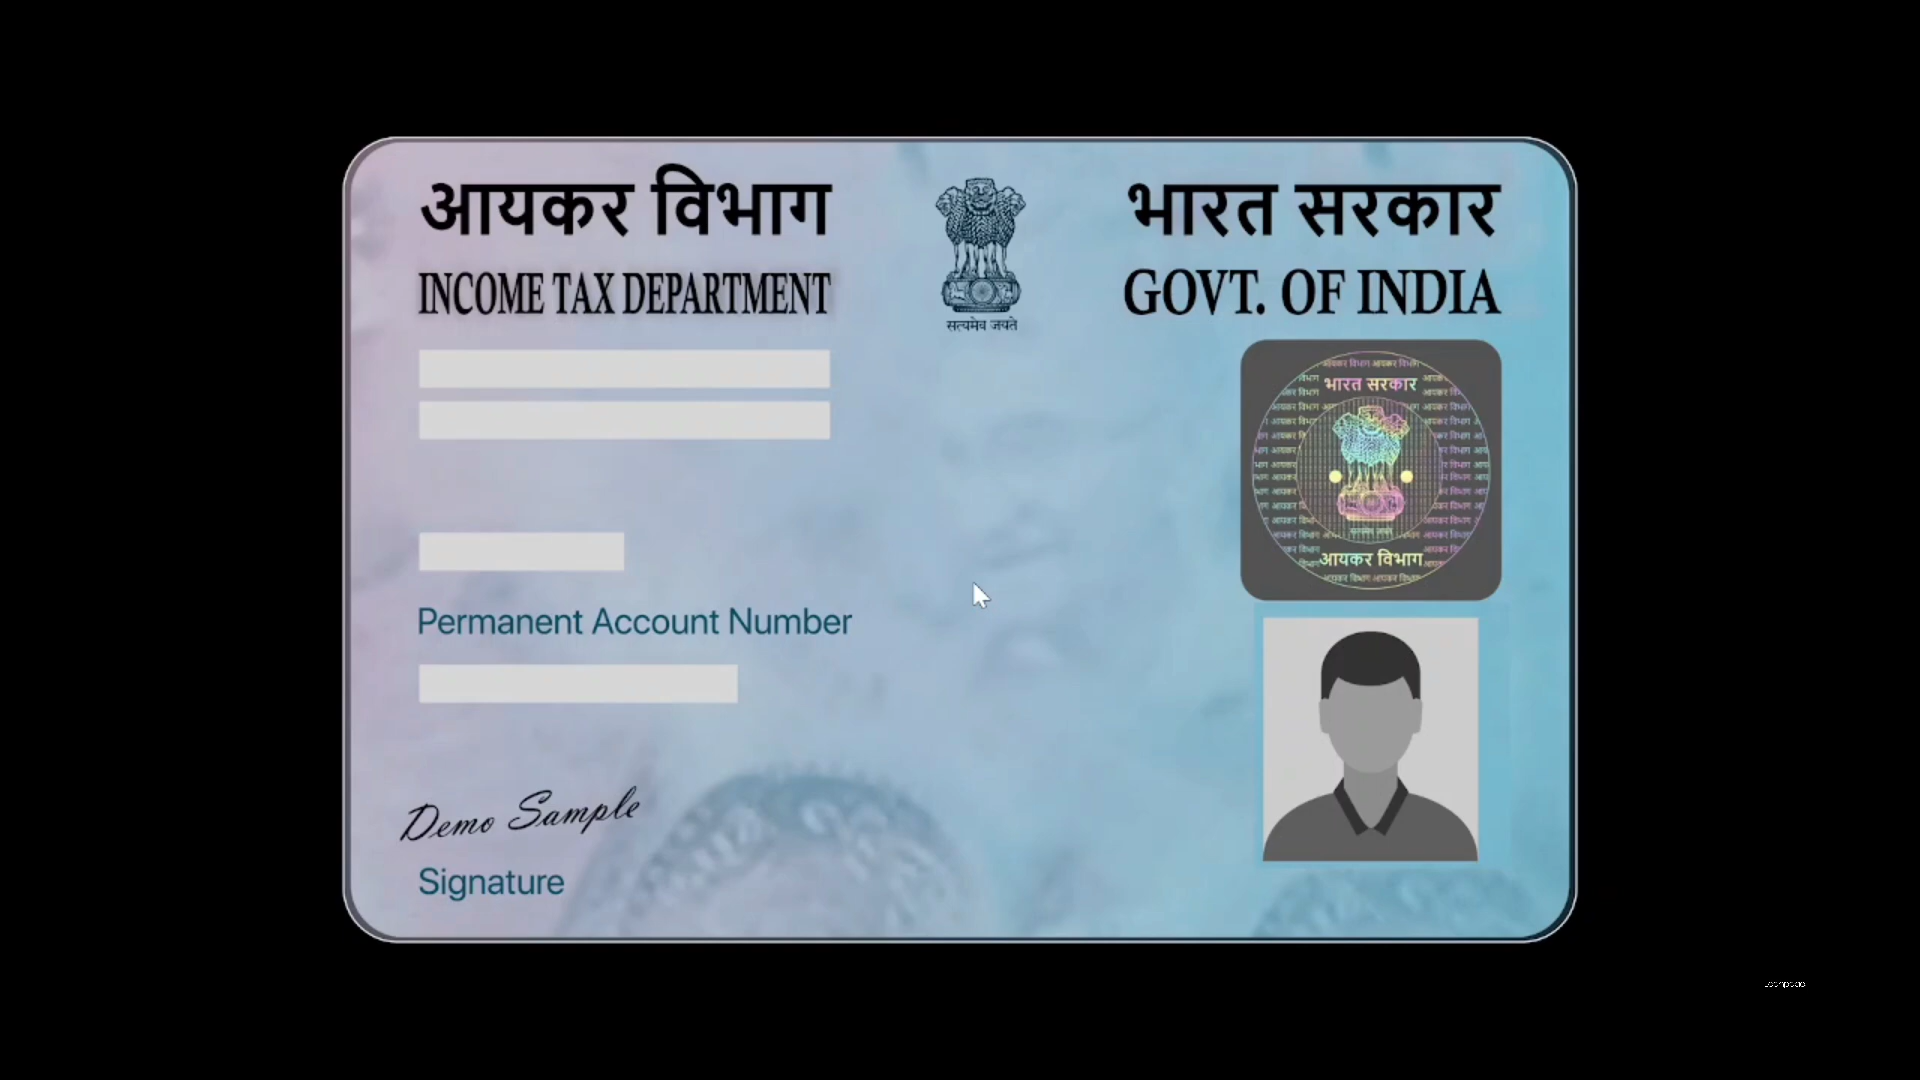 आयकर विभाग
INCOME TAX DEPARTMENT
सत्यमेव जयते
भारत सरकार
GOVT. OF INDIA
भारत सरकार
आयकर विभाग
Permanent Account Number
Demo Sample
Signature